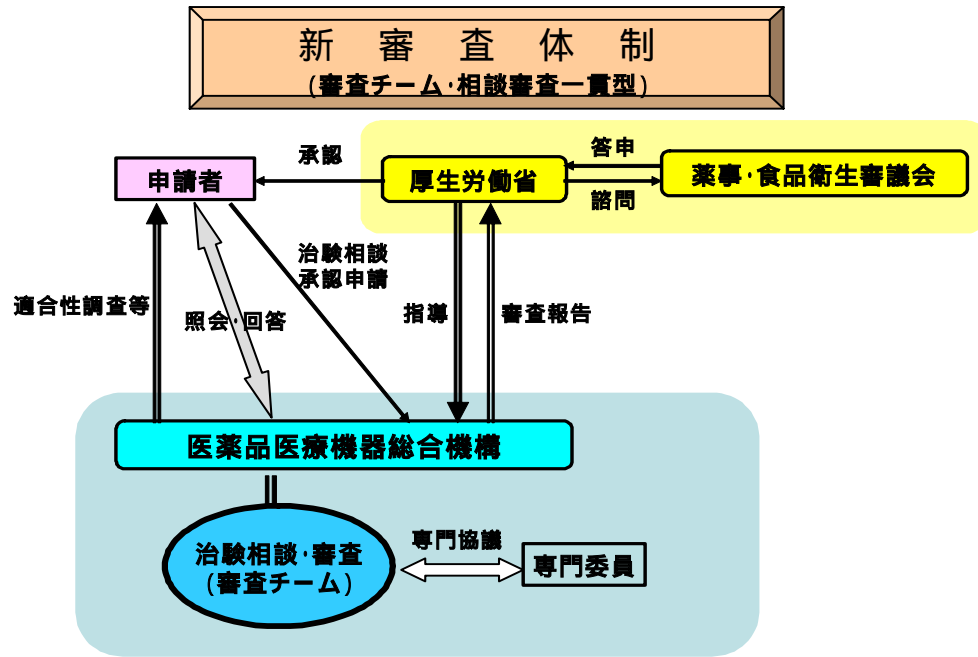 新審査体制
(審査チーム・相談審査一貫型)
申請者
承認
厚生労働省
答申
諮問
薬事・食品衛生審議会
治験相談
承認申請
適合性調査等
照会・回答
指導
審査報告
医薬品医療機器総合機構
治験相談・審査
(審査チーム)
専門協議
専門委員